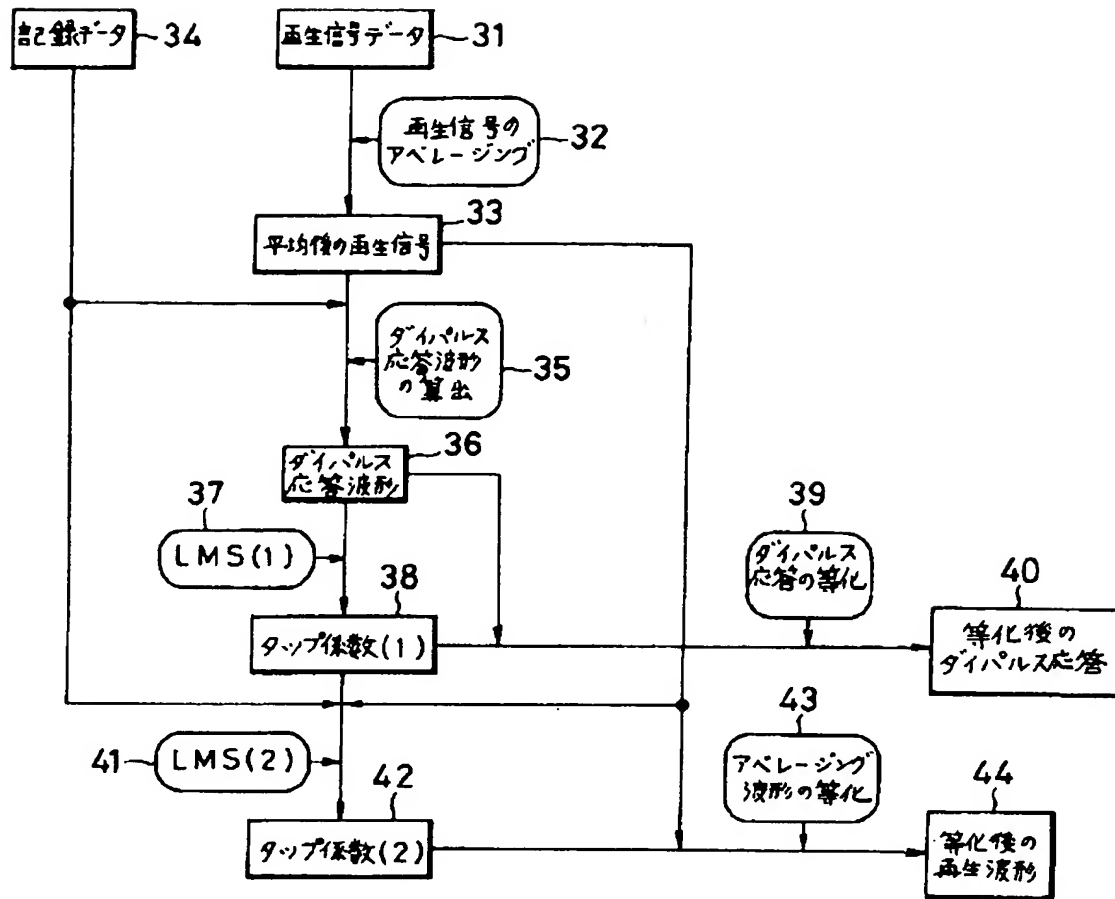 記録データ
34
再生信号データ
31
再生信号の
アベレージング
32
平均後の再生信号
33
ダイパルス
応答波形
の算出
35
ダイパルス
応答波形
36
37
LMS(1)
38
タップ係数(1)
39
ダイパルス
応答の等化
40
等化後の
ダイパルス応答
41
LMS(2)
42
タップ係数(2)
43
アベレージング
波形の等化
44
等化後の
再生波形